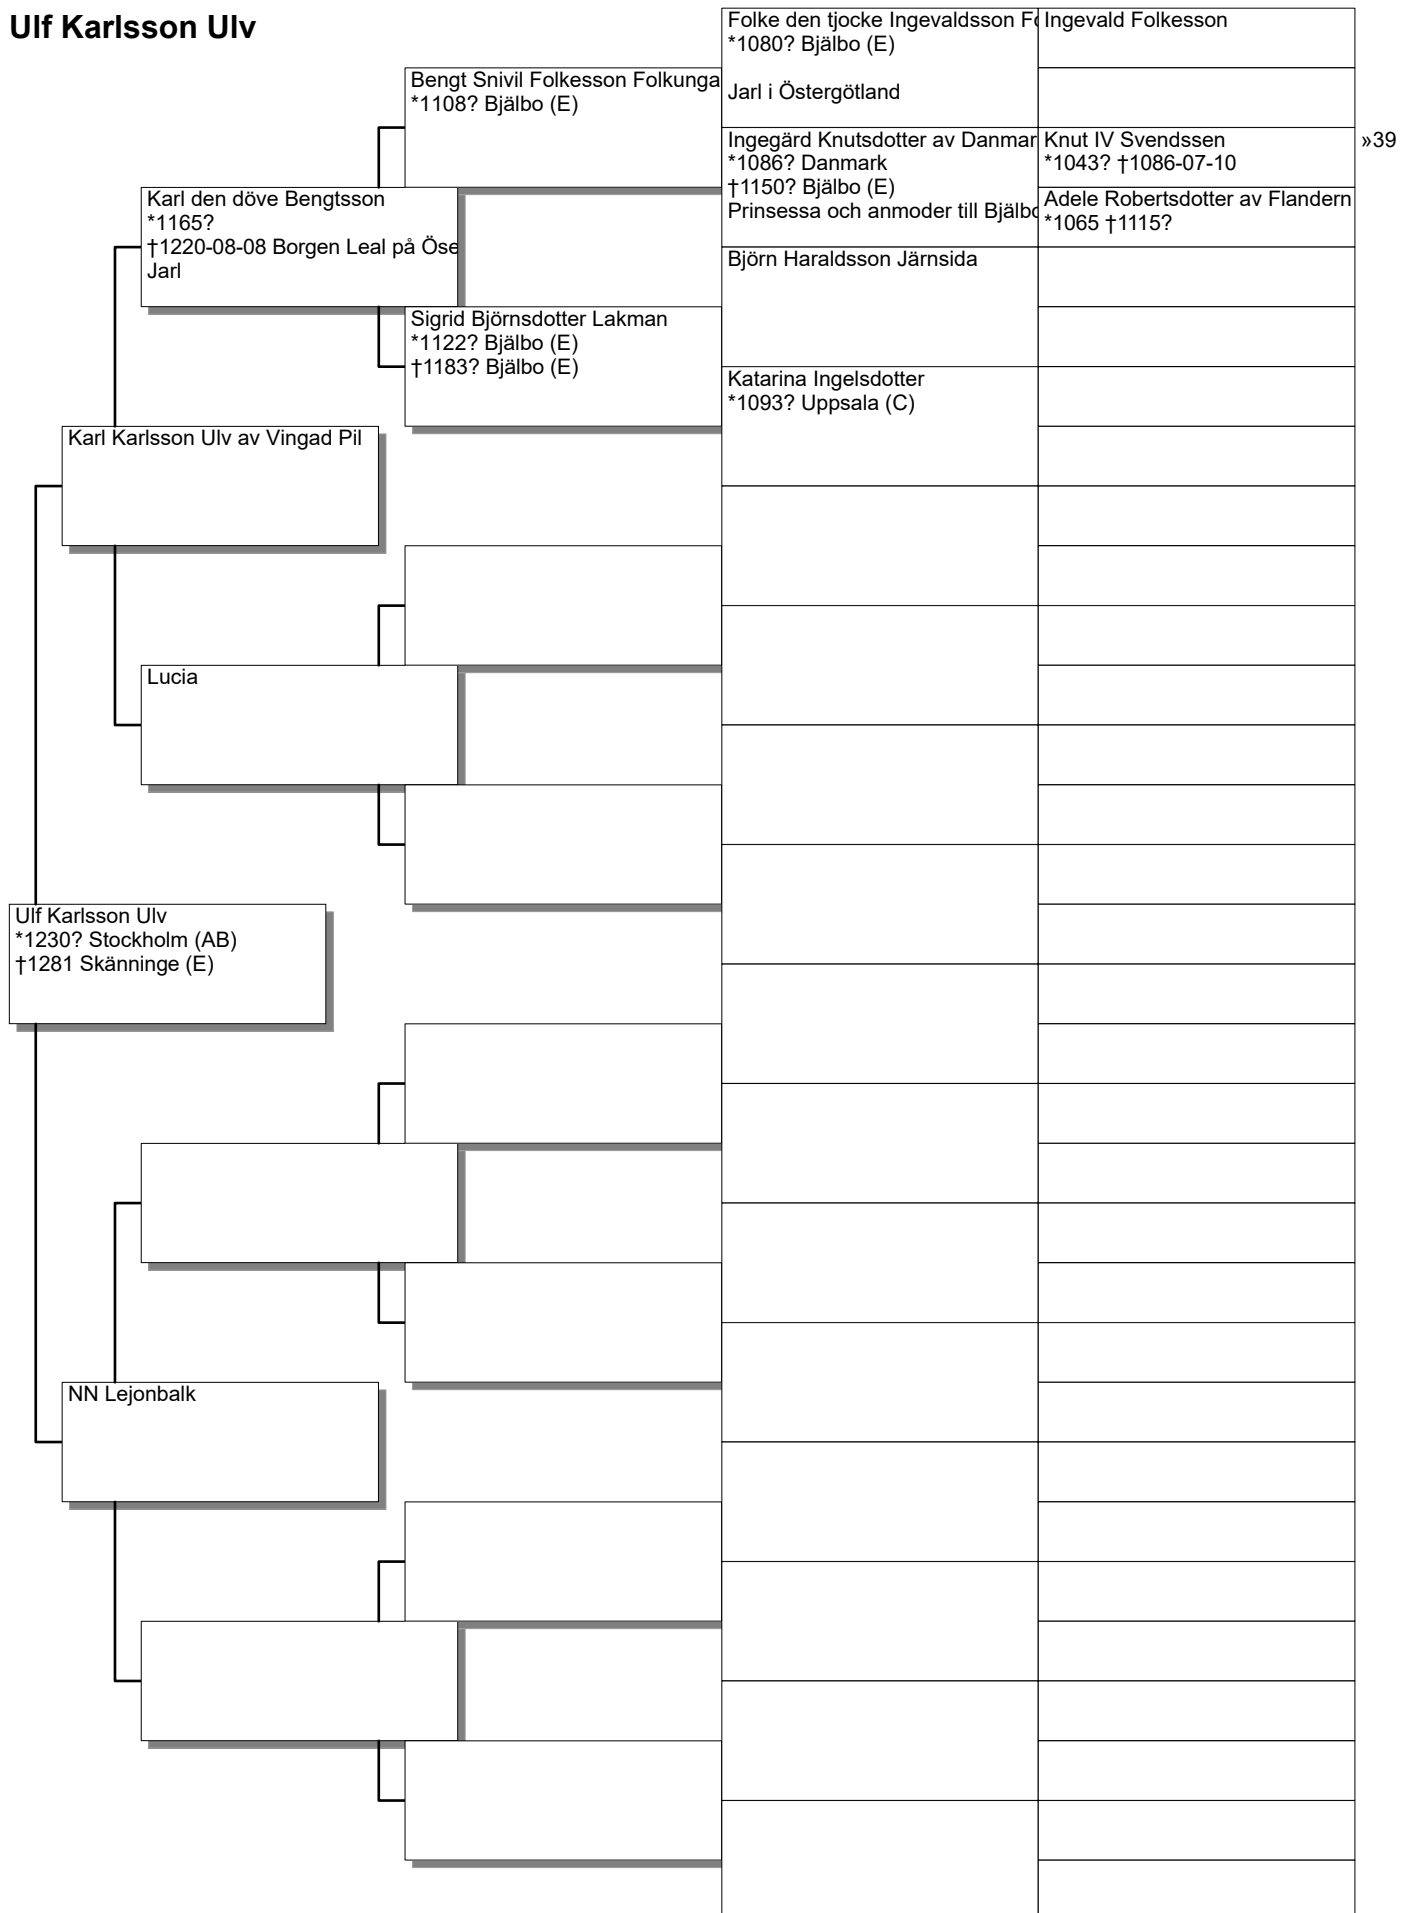 Ulf Karlsson Ulv
Folke den tjocke Ingevaldsson Fo
*1080? Bjälbo (E)
Jarl i Östergötland
Ingevald Folkesson
Bengt Snivil Folkesson Folkunga
*1108? Bjälbo (E)
Ingegärd Knutsdotter av Danmar
*1086? Danmark
†1150? Bjälbo (E)
Prinsessa och anmoder till Bjälbo
Knut IV Svendssen
*1043? †1086-07-10
»39
Adele Robertsdotter av Flandern
*1065 †1115?
Karl den döve Bengtsson
*1165?
†1220-08-08 Borgen Leal på Öse
Jarl
Björn Haraldsson Järnsida
Sigrid Björnsdotter Lakman
*1122? Bjälbo (E)
†1183? Bjälbo (E)
Katarina Ingelsdotter
*1093? Uppsala (C)
Karl Karlsson Ulv av Vingad Pil
Lucia
Ulf Karlsson Ulv
*1230? Stockholm (AB)
†1281 Skänninge (E)
NN Lejonbalk